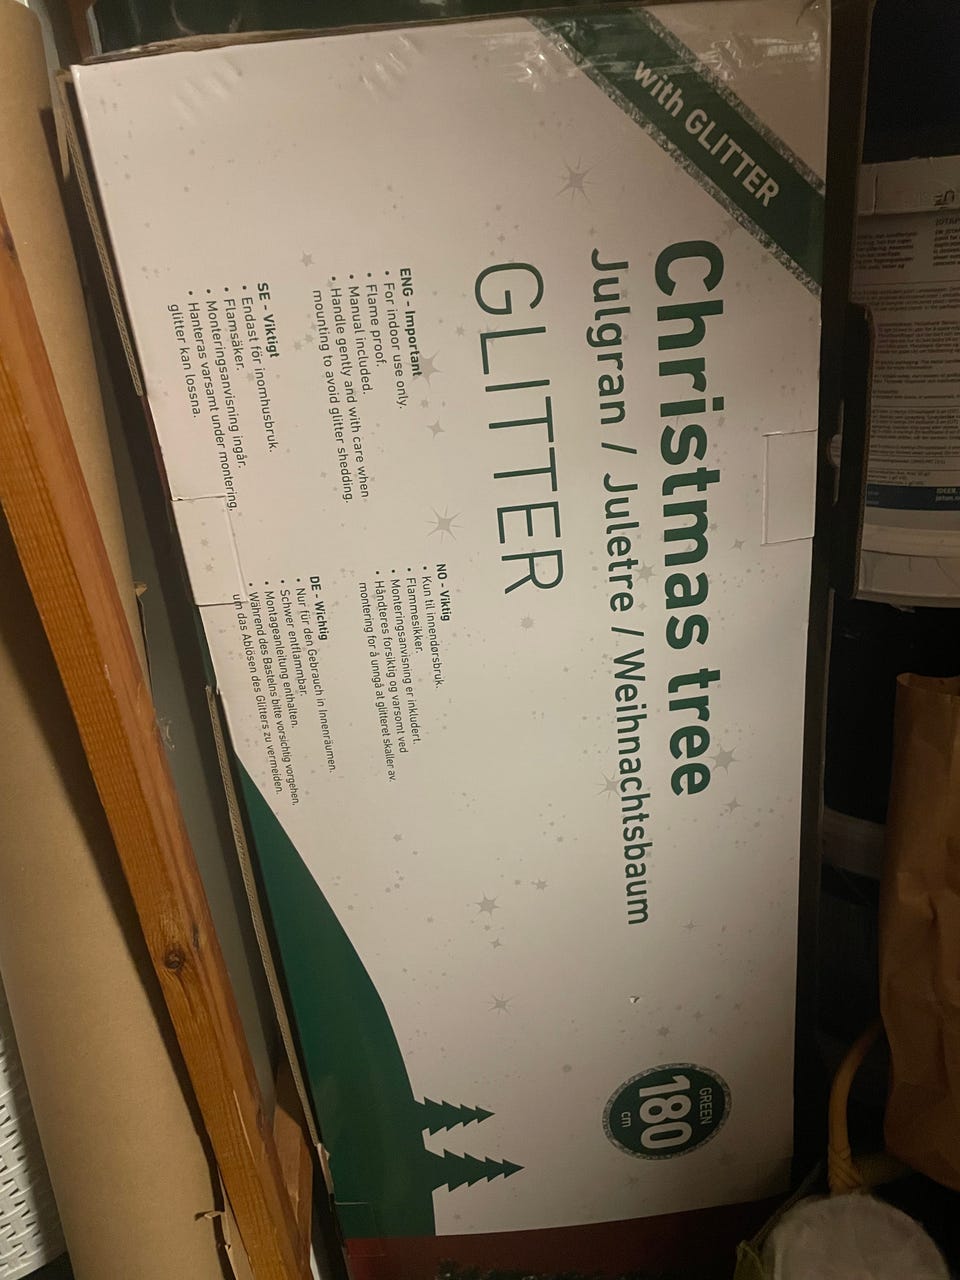 with GLITTER
Christmas tree
Julgran / Juletre / Weihnachtsbaum
GLITTER
ENG - Important
• For indoor use only.
• Flame proof.
• Manual included.
• Handle gently and with care when
mounting to avoid glitter shedding.
SE - Viktigt
• Endast för inomhusbruk.
• Flamsäker.
• Monteringsanvisning ingår.
• Hanteras varsamt under montering,
glitter kan lossna.
NO - Viktig
• Kun til innendørsbruk.
• Flammesikker.
• Monteringsanvisning er inkludert.
• Håndteres forsiktig og varsomt ved
montering for å unngå at glitteret skaller av.
DE - Wichtig
• Nur für den Gebrauch in Innenräumen.
• Schwer entflammbar.
• Montageanleitung enthalten.
• Während des Bastelns bitte vorsichtig vorgehen,
um das Ablösen des Glitters zu vermeiden.
GREEN
180
cm